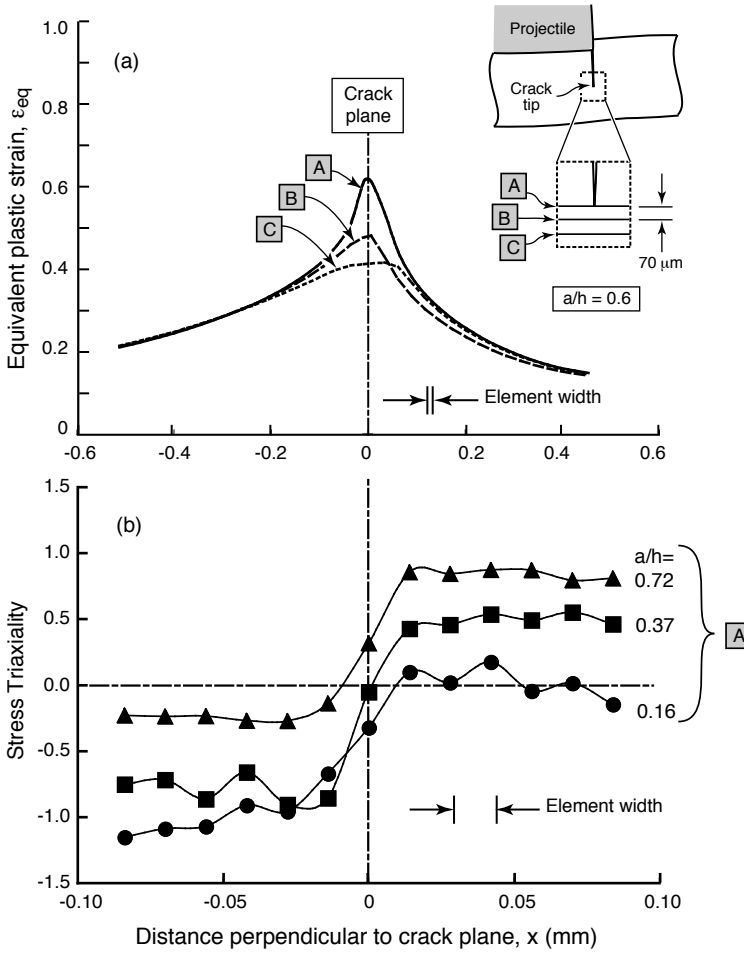 (a)
Equivalent plastic strain, εeq
1.0
0.8
0.6
0.4
0.2
0
-0.6
-0.4
-0.2
0
0.2
0.4
0.6
Crack
plane
A
B
C
Element width
Projectile
Crack
tip
A
B
C
70 μm
a/h = 0.6
(b)
Stress Triaxiality
1.5
1.0
0.5
0.0
-0.5
-1.0
-1.5
-0.10
-0.05
0
0.05
0.10
a/h=
0.72
0.37
0.16
A
Element width
Distance perpendicular to crack plane, x (mm)